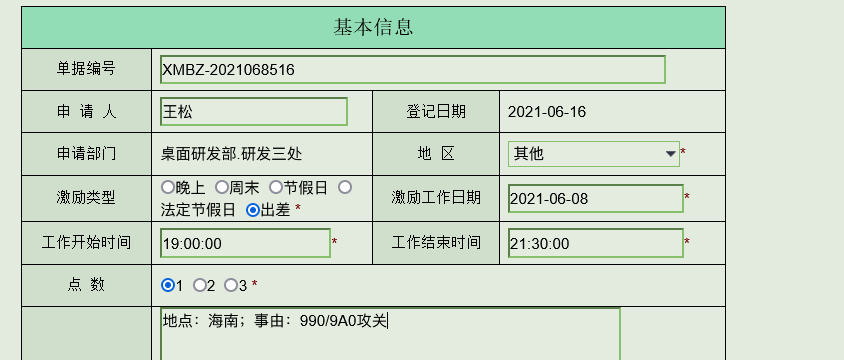 基本信息
单据编号 XMBZ-2021068516
申 请 人 王松 登记日期 2021-06-16
申请部门 桌面研发部.研发三处 地 区 其他 *
激励类型 晚上 周末 节假日
法定节假日 出差 * 激励工作日期 2021-06-08 *
工作开始时间 19:00:00 * 工作结束时间 21:30:00 *
点 数 1 2 3 *
地点：海南；事由：990/9A0攻关